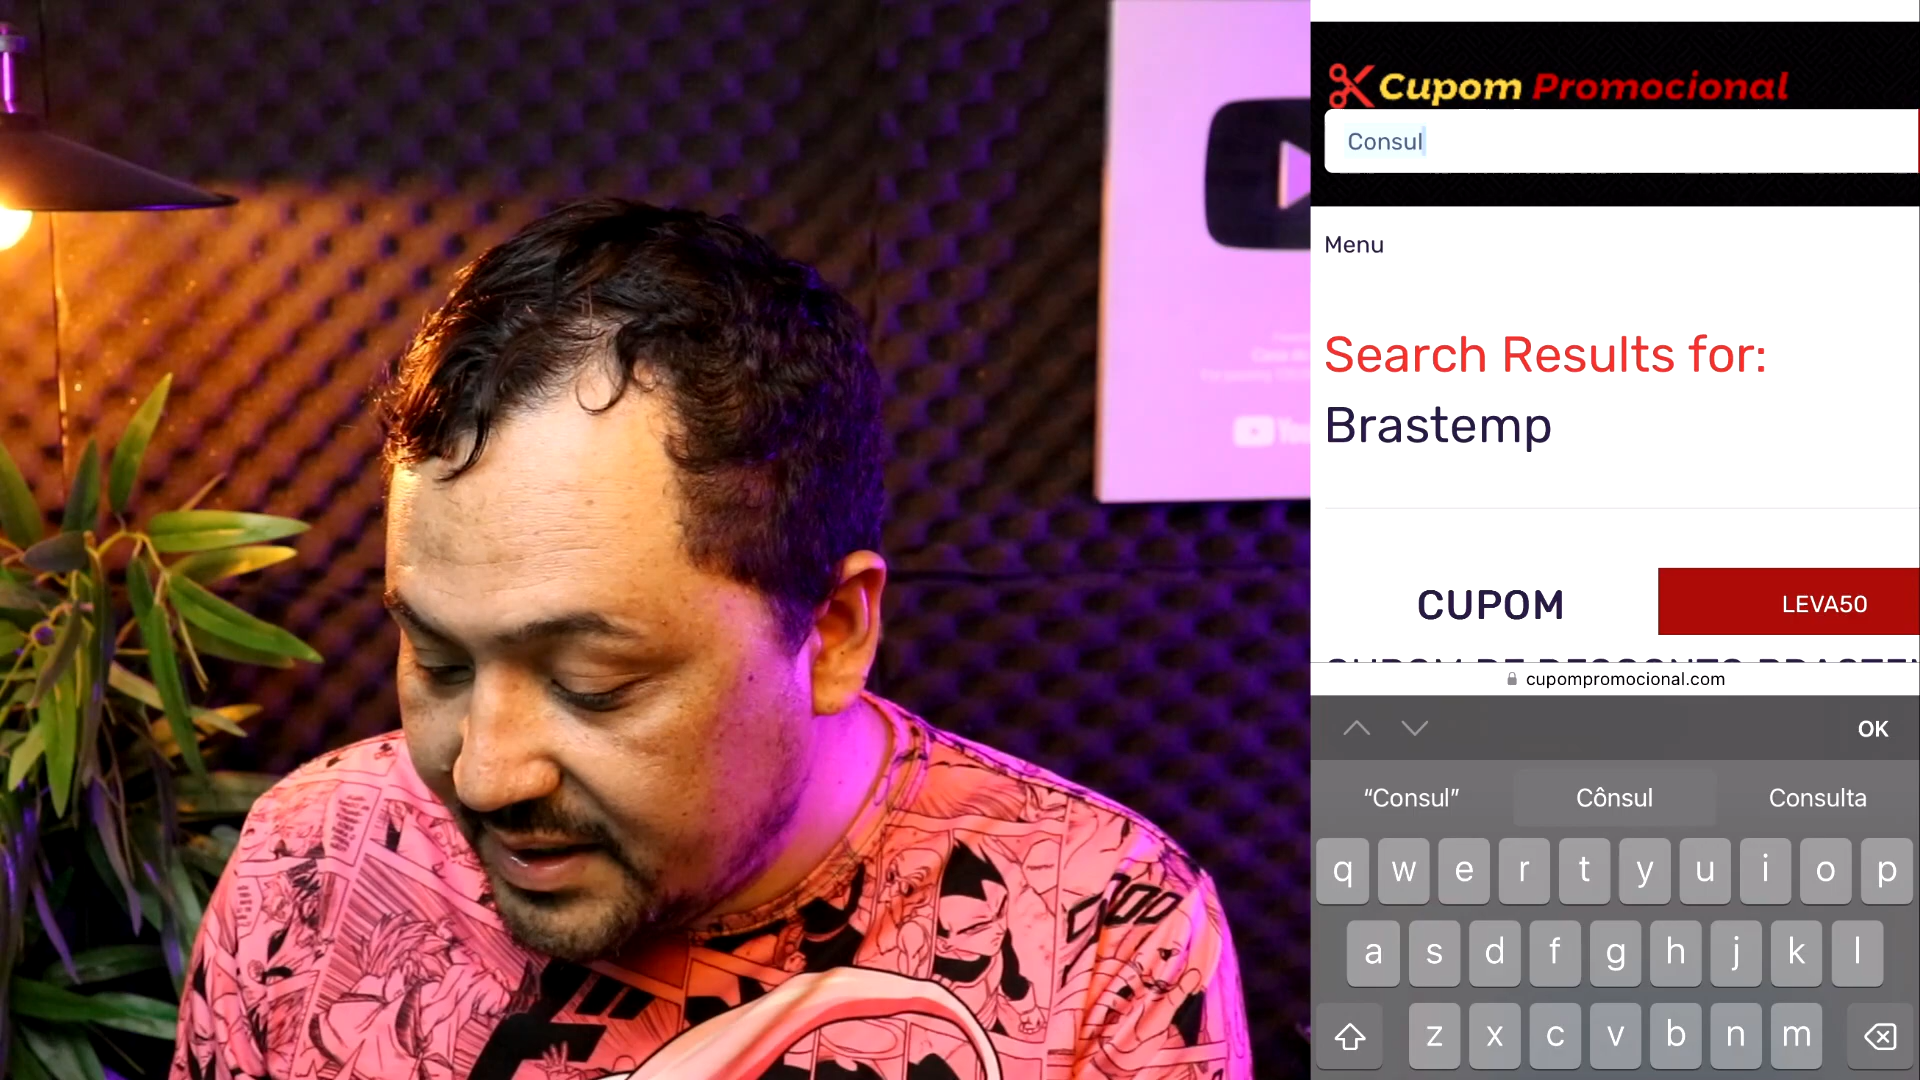 Cupom Promocional
Consul
Menu
Search Results for:
Brastemp
CUPOM
LEVA50
cupompromocional.com
OK
“Consul”
Cônsul
Consulta
q w e r t y u i o p
a s d f g h j k l
z x c v b n m